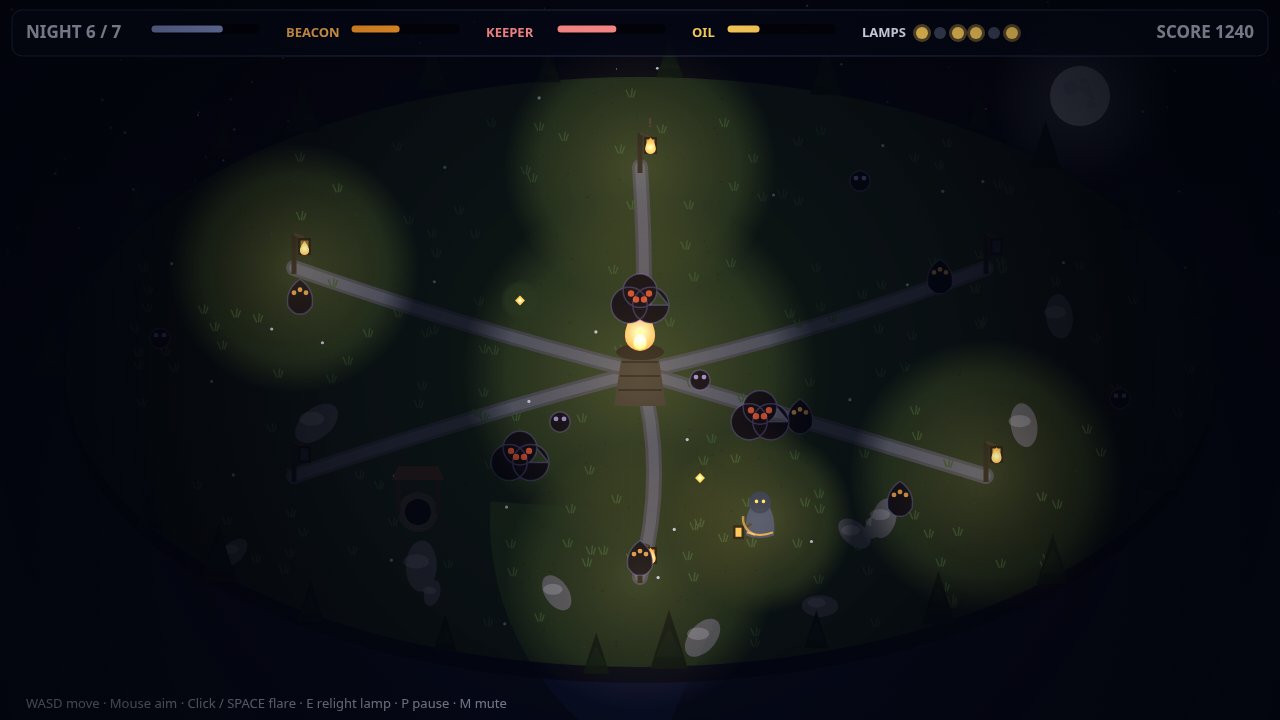 NIGHT 6 / 7 BEACON KEEPER OIL LAMPS SCORE 1240
!
WASD move · Mouse aim · Click / SPACE flare · E relight lamp · P pause · M mute